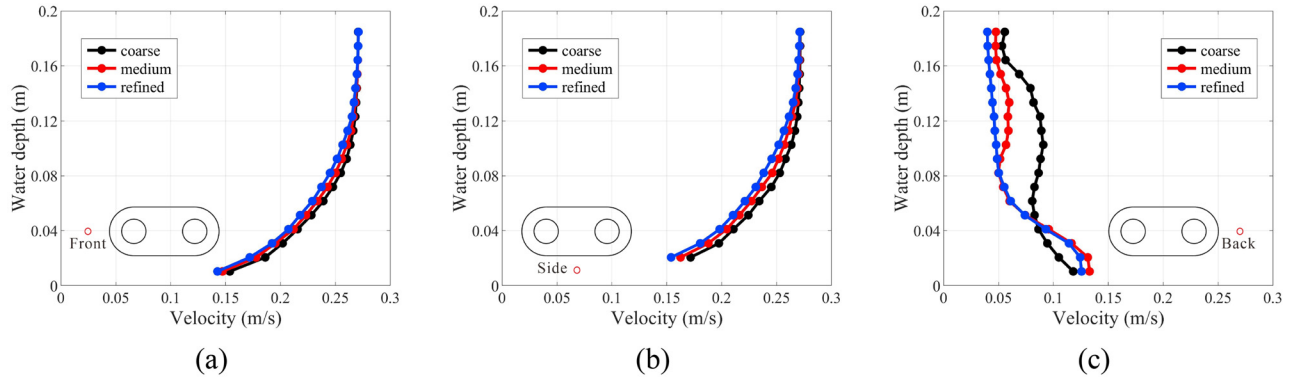 0.2
0.16
0.12
0.08
0.04
0
Water depth (m)
coarse
medium
refined
Front
0 0.05 0.1 0.15 0.2 0.25 0.3
Velocity (m/s)
(a)
0.2
0.16
0.12
0.08
0.04
0
Water depth (m)
coarse
medium
refined
Side
0 0.05 0.1 0.15 0.2 0.25 0.3
Velocity (m/s)
(b)
0.2
0.16
0.12
0.08
0.04
0
Water depth (m)
coarse
medium
refined
Back
0 0.05 0.1 0.15 0.2 0.25 0.3
Velocity (m/s)
(c)